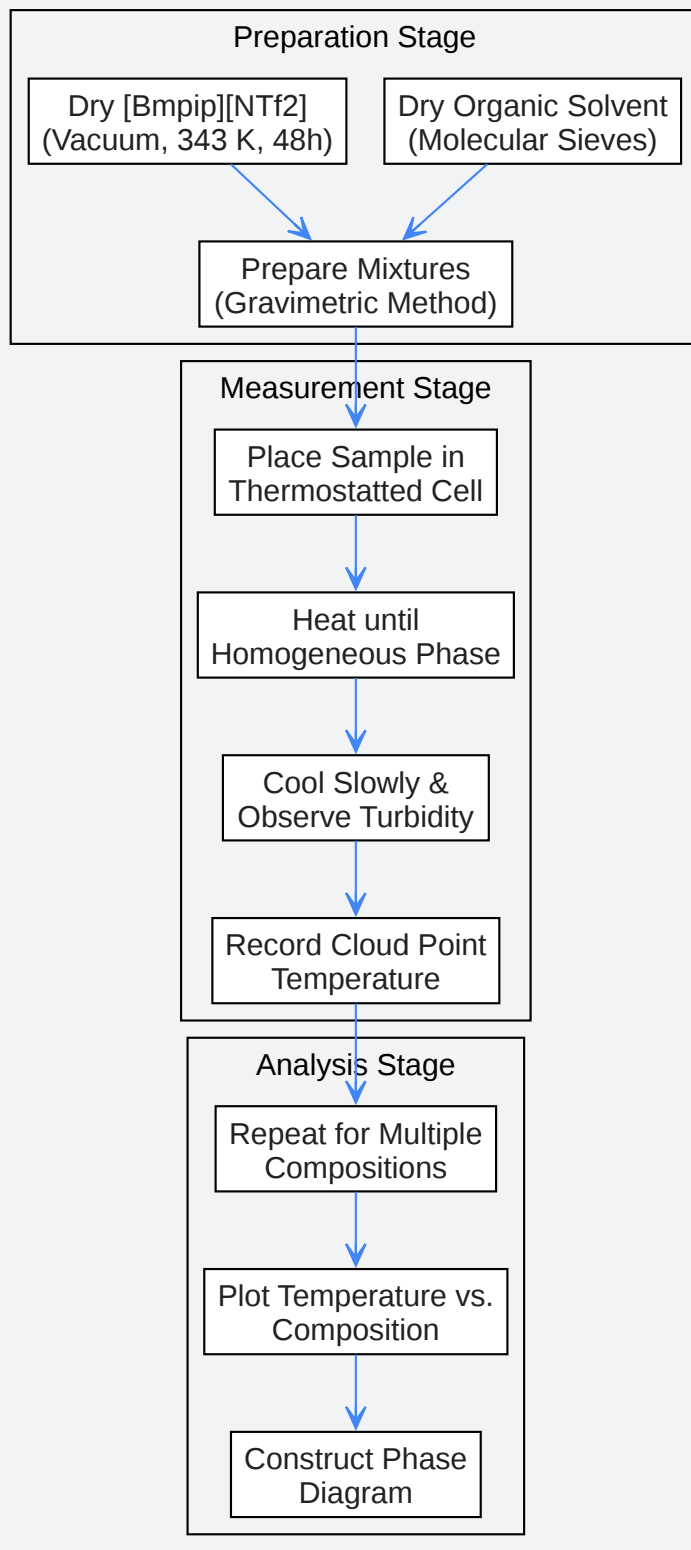 Preparation Stage
Dry [Bmpip][NTf2]
(Vacuum, 343 K, 48h)
Dry Organic Solvent
(Molecular Sieves)
Prepare Mixtures
(Gravimetric Method)
Measurement Stage
Place Sample in
Thermostatted Cell
Heat until
Homogeneous Phase
Cool Slowly &
Observe Turbidity
Record Cloud Point
Temperature
Analysis Stage
Repeat for Multiple
Compositions
Plot Temperature vs.
Composition
Construct Phase
Diagram